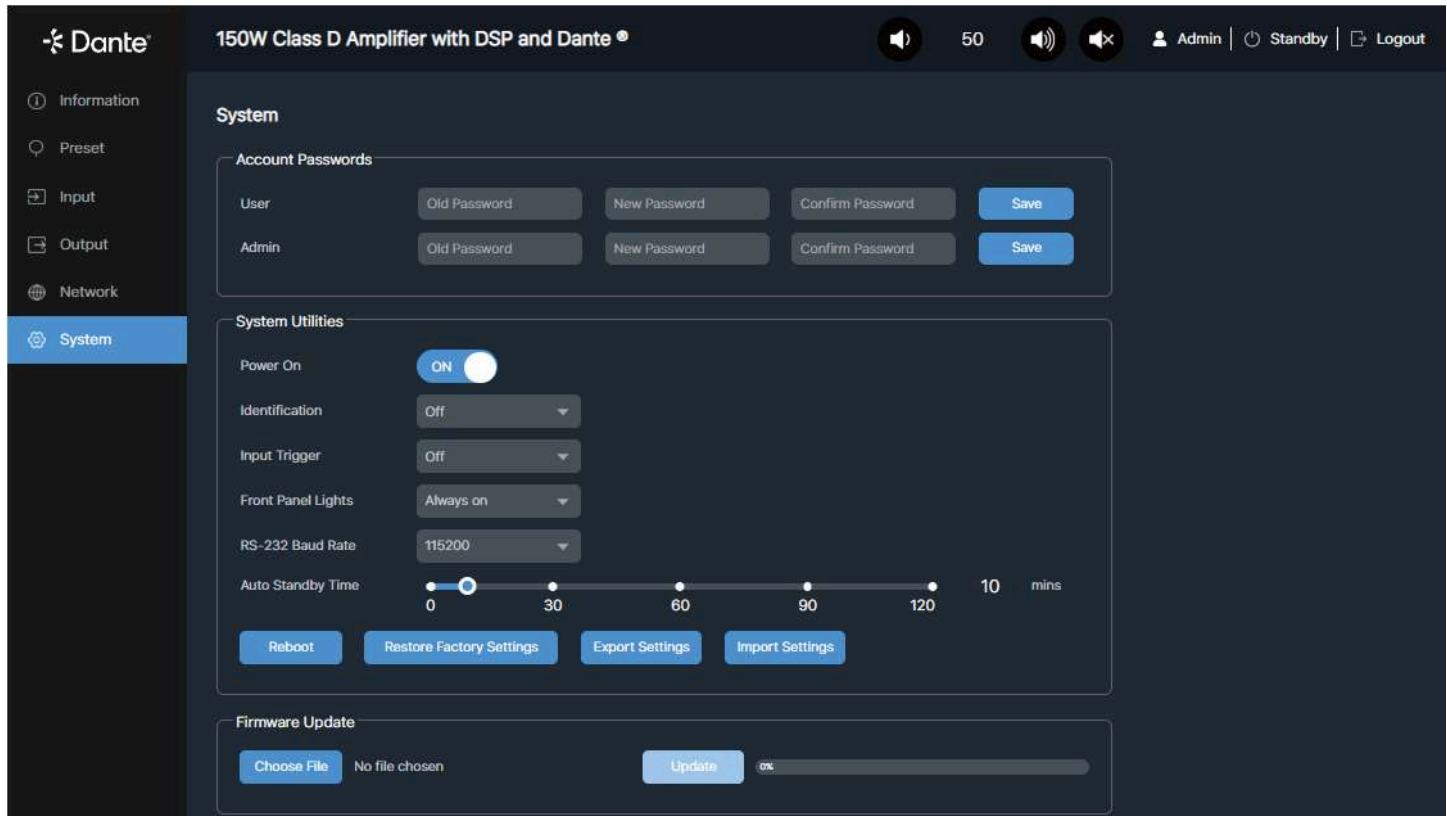 Dante®
150W Class D Amplifier with DSP and Dante ®
50
Admin
Standby
Logout
Information
Preset
Input
Output
Network
System
System
Account Passwords
User Old Password New Password Confirm Password Save
Admin Old Password New Password Confirm Password Save
System Utilities
Power On ON
Identification Off
Input Trigger Off
Front Panel Lights Always on
RS-232 Baud Rate 115200
Auto Standby Time 10 mins
0 30 60 90 120
Reboot Restore Factory Settings Export Settings Import Settings
Firmware Update
Choose File No file chosen Update 0%